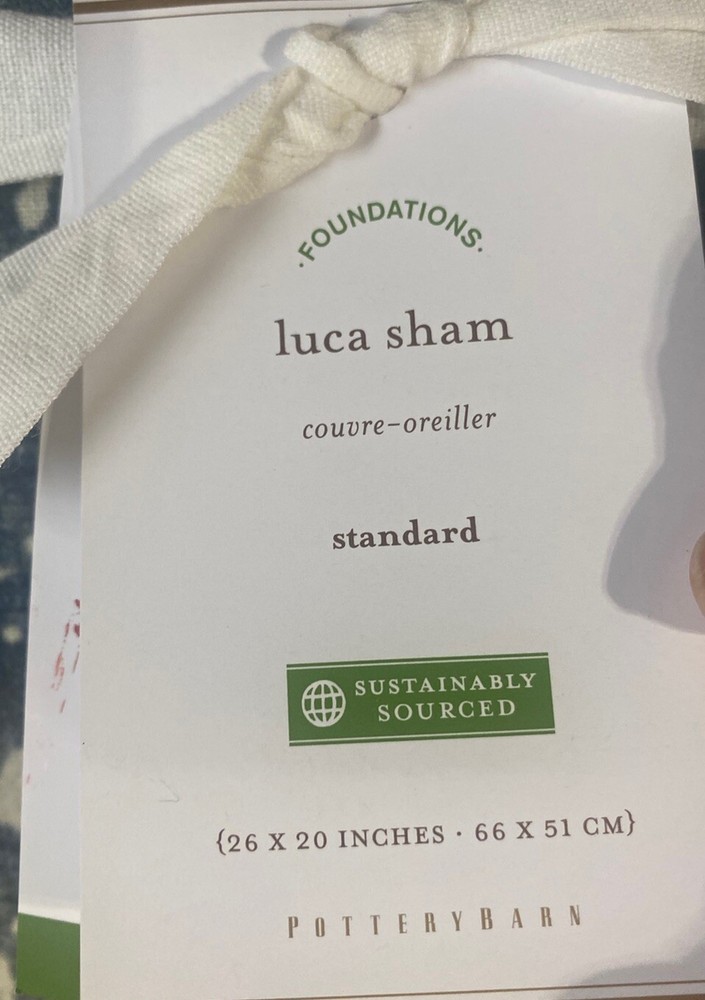 ·FOUNDATIONS·
luca sham
couvre-oreiller
standard
SUSTAINABLY
SOURCED
{26 X 20 INCHES · 66 X 51 CM}
POTTERYBARN